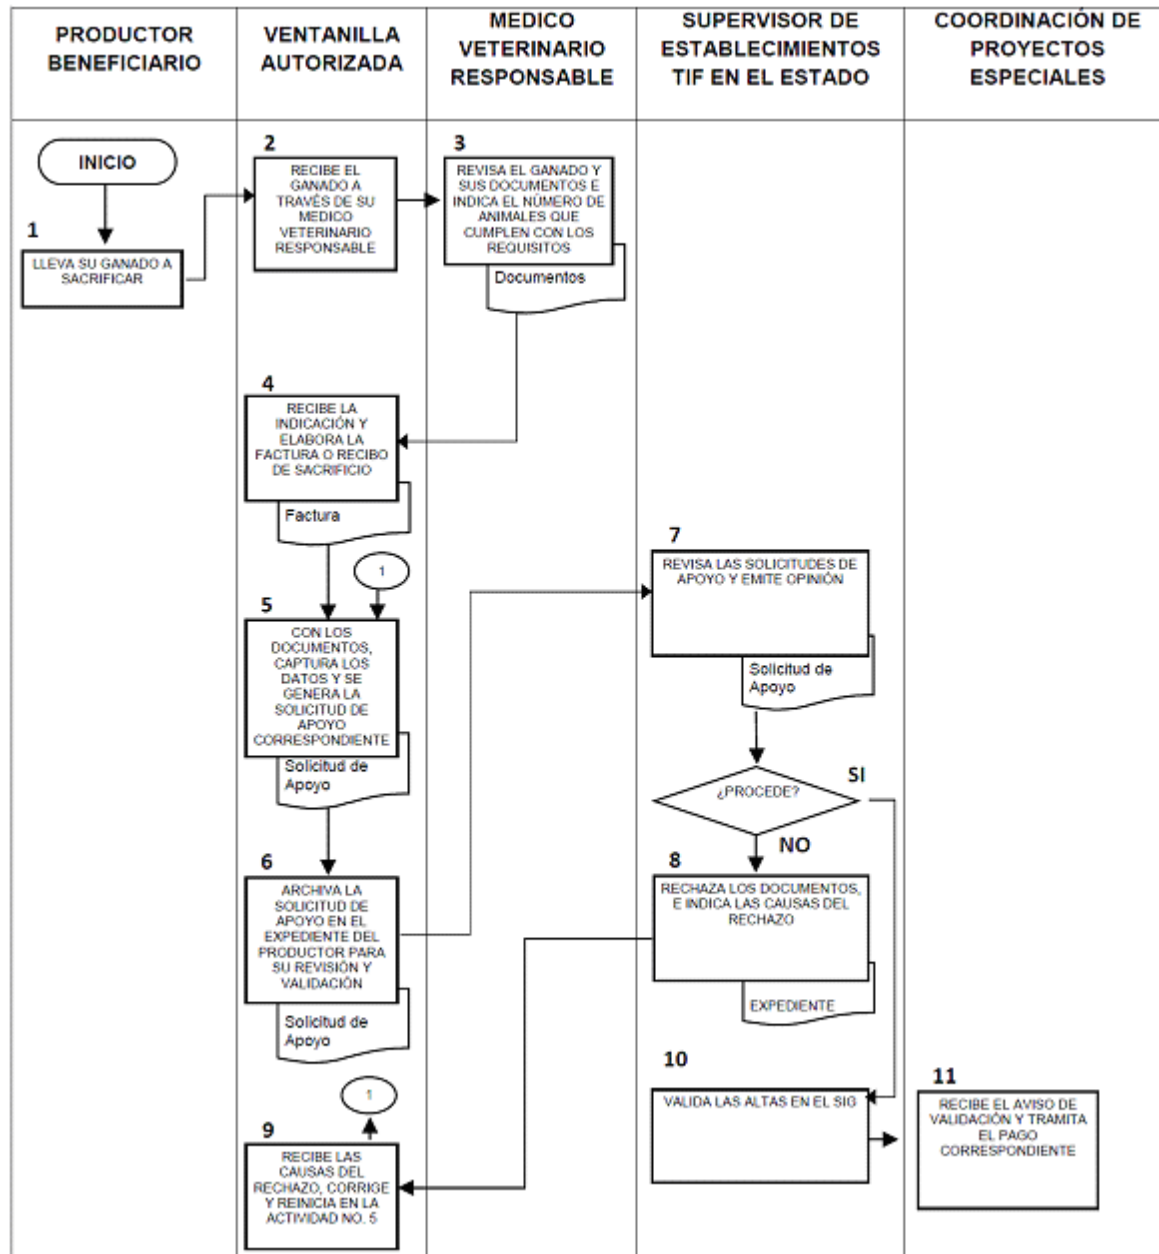 PRODUCTOR
BENEFICIARIO
VENTANILLA
AUTORIZADA
MEDICO
VETERINARIO
RESPONSABLE
SUPERVISOR DE
ESTABLECIMIENTOS
TIF EN EL ESTADO
COORDINACIÓN DE
PROYECTOS
ESPECIALES
INICIO
1
LLEVA SU GANADO A
SACRIFICAR
2
RECIBE EL
GANADO A
TRAVÉS DE SU
MEDICO
VETERINARIO
RESPONSABLE
3
REVISA EL GANADO Y
SUS DOCUMENTOS E
INDICA EL NÚMERO DE
ANIMALES QUE
CUMPLEN CON LOS
REQUISITOS
Documentos
4
RECIBE LA
INDICACIÓN Y
ELABORA LA
FACTURA O RECIBO
DE SACRIFICIO
Factura
1
5
CON LOS
DOCUMENTOS,
CAPTURA LOS
DATOS Y SE
GENERA LA
SOLICITUD DE
APOYO
CORRESPONDIENTE
Solicitud de
Apoyo
6
ARCHIVA LA
SOLICITUD DE
APOYO EN EL
EXPEDIENTE DEL
PRODUCTOR PARA
SU REVISIÓN Y
VALIDACIÓN
Solicitud de
Apoyo
7
REVISA LAS SOLICITUDES DE
APOYO Y EMITE OPINIÓN
Solicitud de
Apoyo
¿PROCEDE?
SI
NO
8
RECHAZA LOS DOCUMENTOS,
E INDICA LAS CAUSAS DEL
RECHAZO
EXPEDIENTE
1
9
RECIBE LAS
CAUSAS DEL
RECHAZO, CORRIGE
Y REINICIA EN LA
ACTIVIDAD NO. 5
10
VALIDA LAS ALTAS EN EL SIG
11
RECIBE EL AVISO DE
VALIDACIÓN Y TRAMITA
EL PAGO
CORRESPONDIENTE